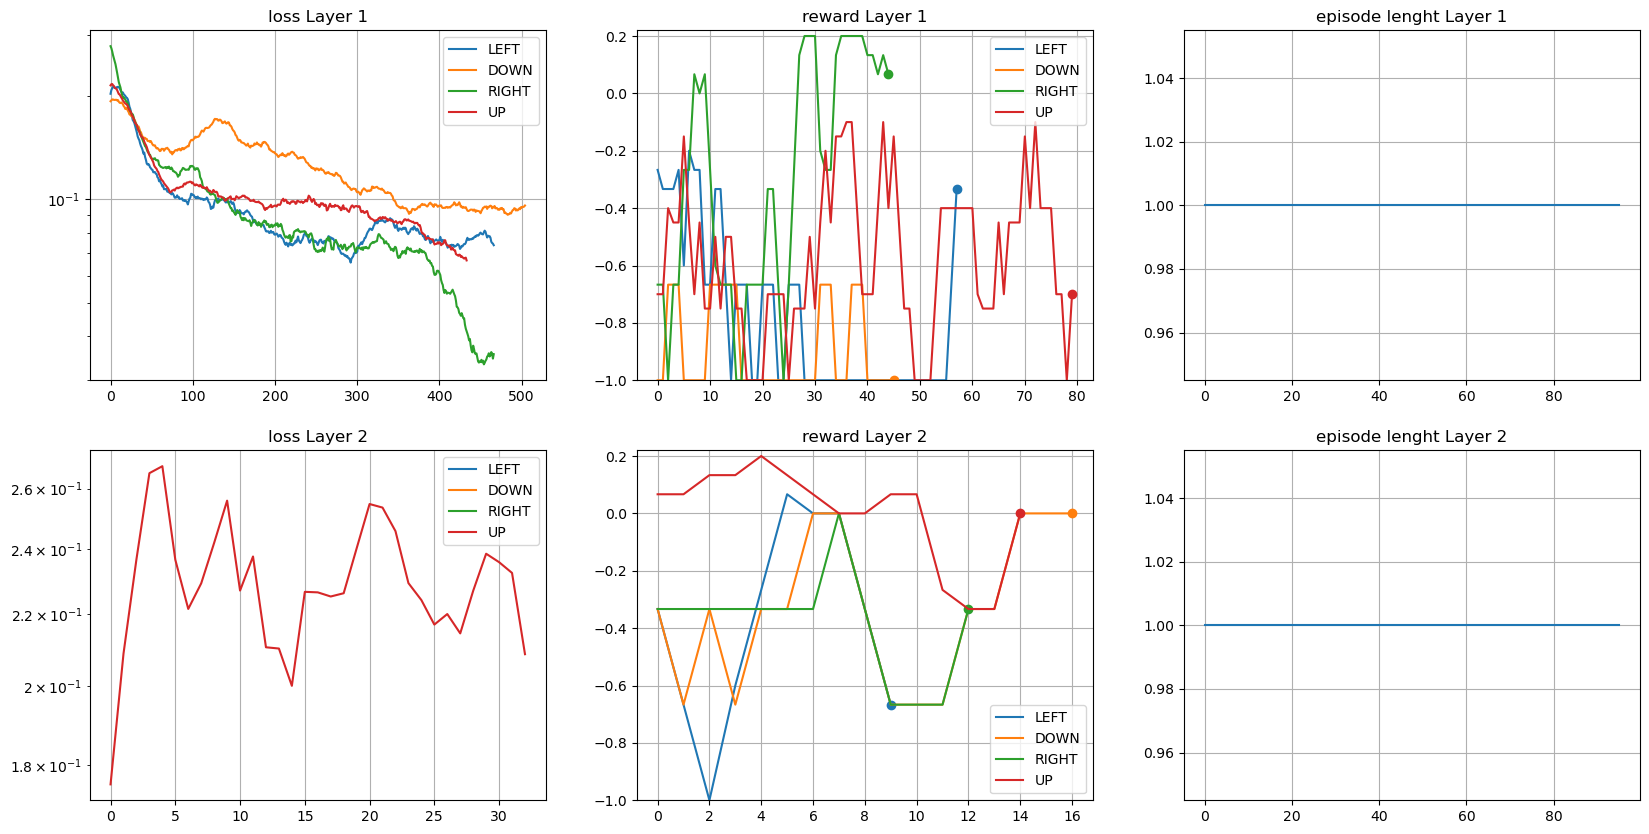 loss Layer 1
10⁻¹
0 100 200 300 400 500
LEFT
DOWN
RIGHT
UP
reward Layer 1
0.2
0.0
−0.2
−0.4
−0.6
−0.8
−1.0
0 10 20 30 40 50 60 70 80
LEFT
DOWN
RIGHT
UP
episode lenght Layer 1
1.04
1.02
1.00
0.98
0.96
0 20 40 60 80
loss Layer 2
2.6 × 10⁻¹
2.4 × 10⁻¹
2.2 × 10⁻¹
2 × 10⁻¹
1.8 × 10⁻¹
0 5 10 15 20 25 30
LEFT
DOWN
RIGHT
UP
reward Layer 2
0.2
0.0
−0.2
−0.4
−0.6
−0.8
−1.0
0 2 4 6 8 10 12 14 16
LEFT
DOWN
RIGHT
UP
episode lenght Layer 2
1.04
1.02
1.00
0.98
0.96
0 20 40 60 80